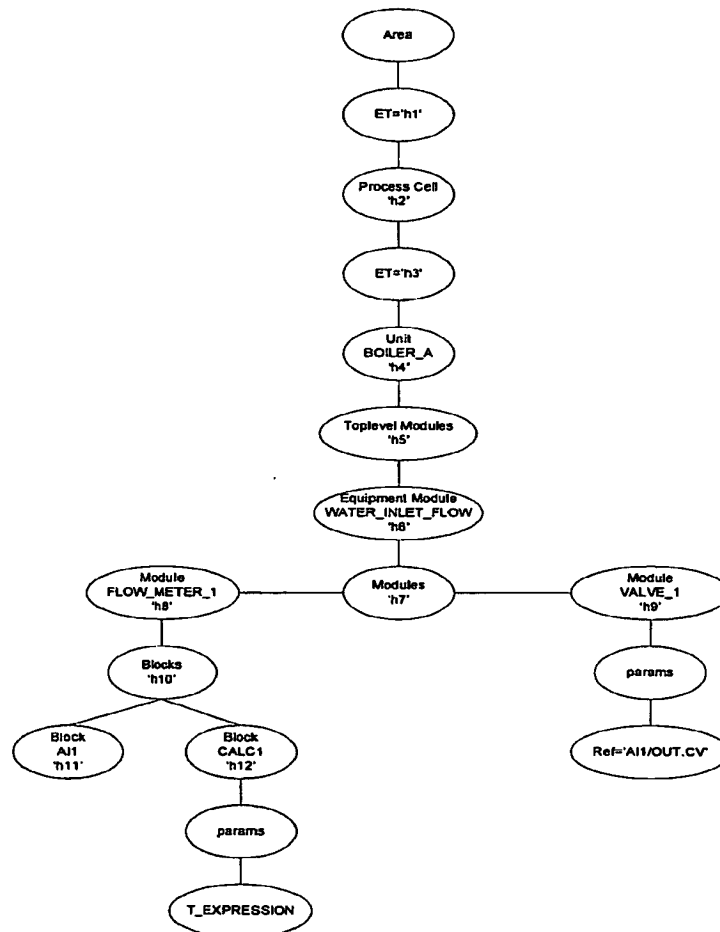 Area
ET='h1'
Process Cell
'h2'
ET='h3'
Unit
BOILER_A
'h4'
Toplevel Modules
'h5'
Equipment Module
WATER_INLET_FLOW
'h6'
Module
FLOW_METER_1
'h8'
Modules
'h7'
Module
VALVE_1
'h9'
Blocks
'h10'
params
Block
AI1
'h11'
Block
CALC1
'h12'
Ref='AI1/OUT.CV'
params
T_EXPRESSION